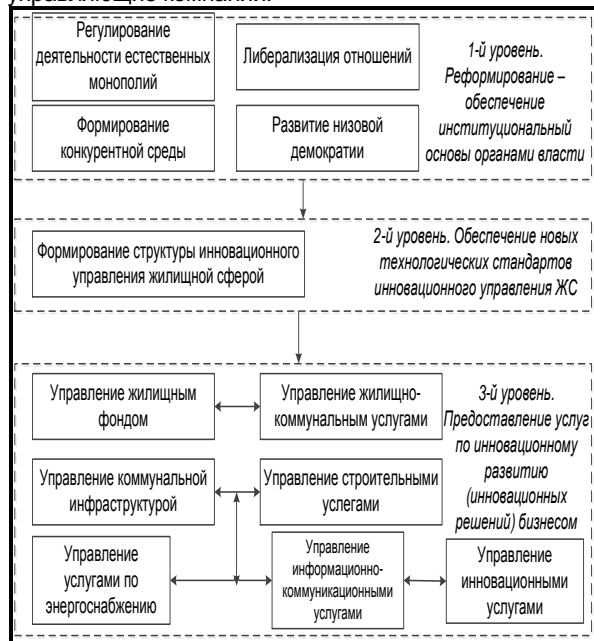 управляющие компании.
Регулирование
деятельности естественных
монополий
Либерализация отношений
Формирование
конкурентной среды
Развитие низовой
демократии
1-й уровень.
Реформирование –
обеспечение
институциональный
основы органами власти
Формирование структуры инновационного
управления жилищной сферой
2-й уровень. Обеспечение новых
технологических стандартов
инновационного управления ЖС
Управление жилищным
фондом
Управление жилищно-
коммунальным услугами
Управление коммунальной
инфраструктурой
Управление строительными
услегами
Управление
услугами по
энергоснабжению
Управление
информационно-
коммуникационными
услугами
Управление
инновационными
услугами
3-й уровень.
Предоставление услуг
по инновационному
развитию
(инновационных
решений) бизнесом